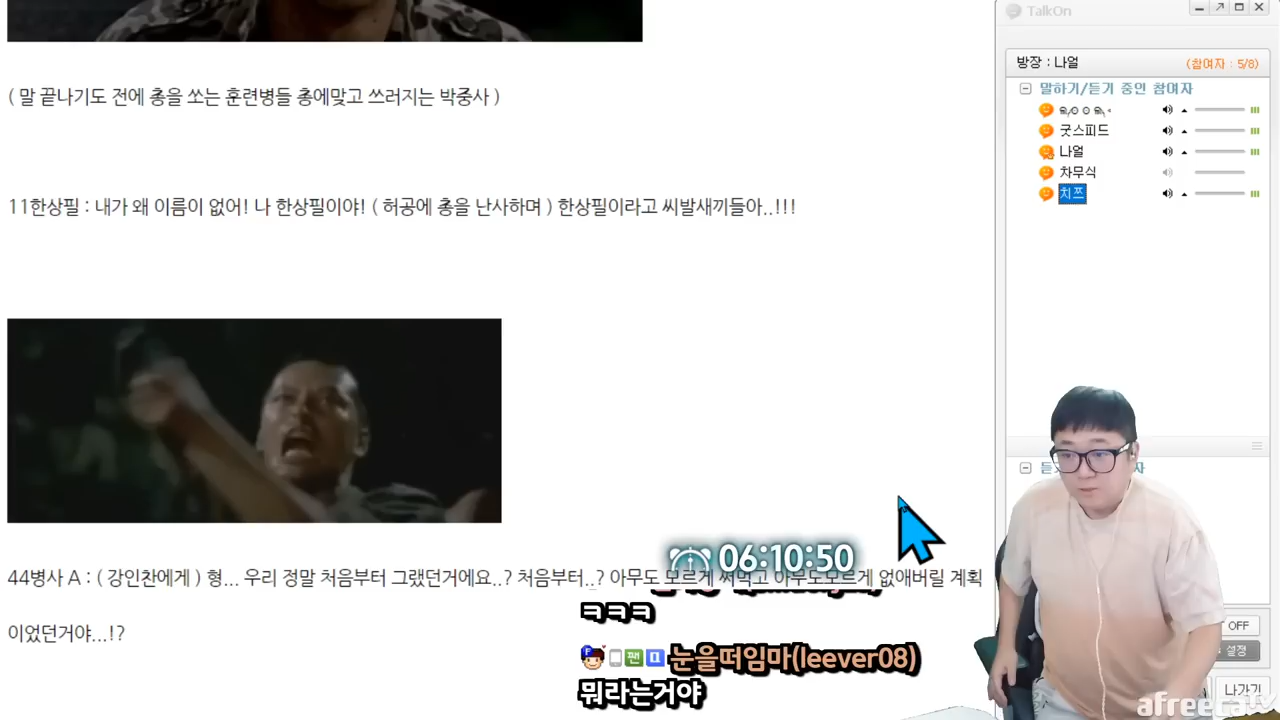 TalkOn
방장 : 나얼
(참여자 : 5/8)
말하기/듣기 중인 참여자
굿스피드
나얼
차무식
치쯔
( 말 끝나기도 전에 총을 쏘는 훈련병들 총에맞고 쓰러지는 박중사 )
11한상필 : 내가 왜 이름이 없어! 나 한상필이야! ( 허공에 총을 난사하며 ) 한상필이라고 씨발새끼들아..!!!
06:10:50
44병사 A : ( 강인찬에게 ) 형... 우리 정말 처음부터 그랬던거에요..? 처음부터..? 아무도 모르게 써먹고 아무도모르게 없애버릴 계획
이었던거야...!?
ㅋㅋㅋ
눈을떠임마(leever08)
뭐라는거야
OFF
설정
나가기
afreecaTV